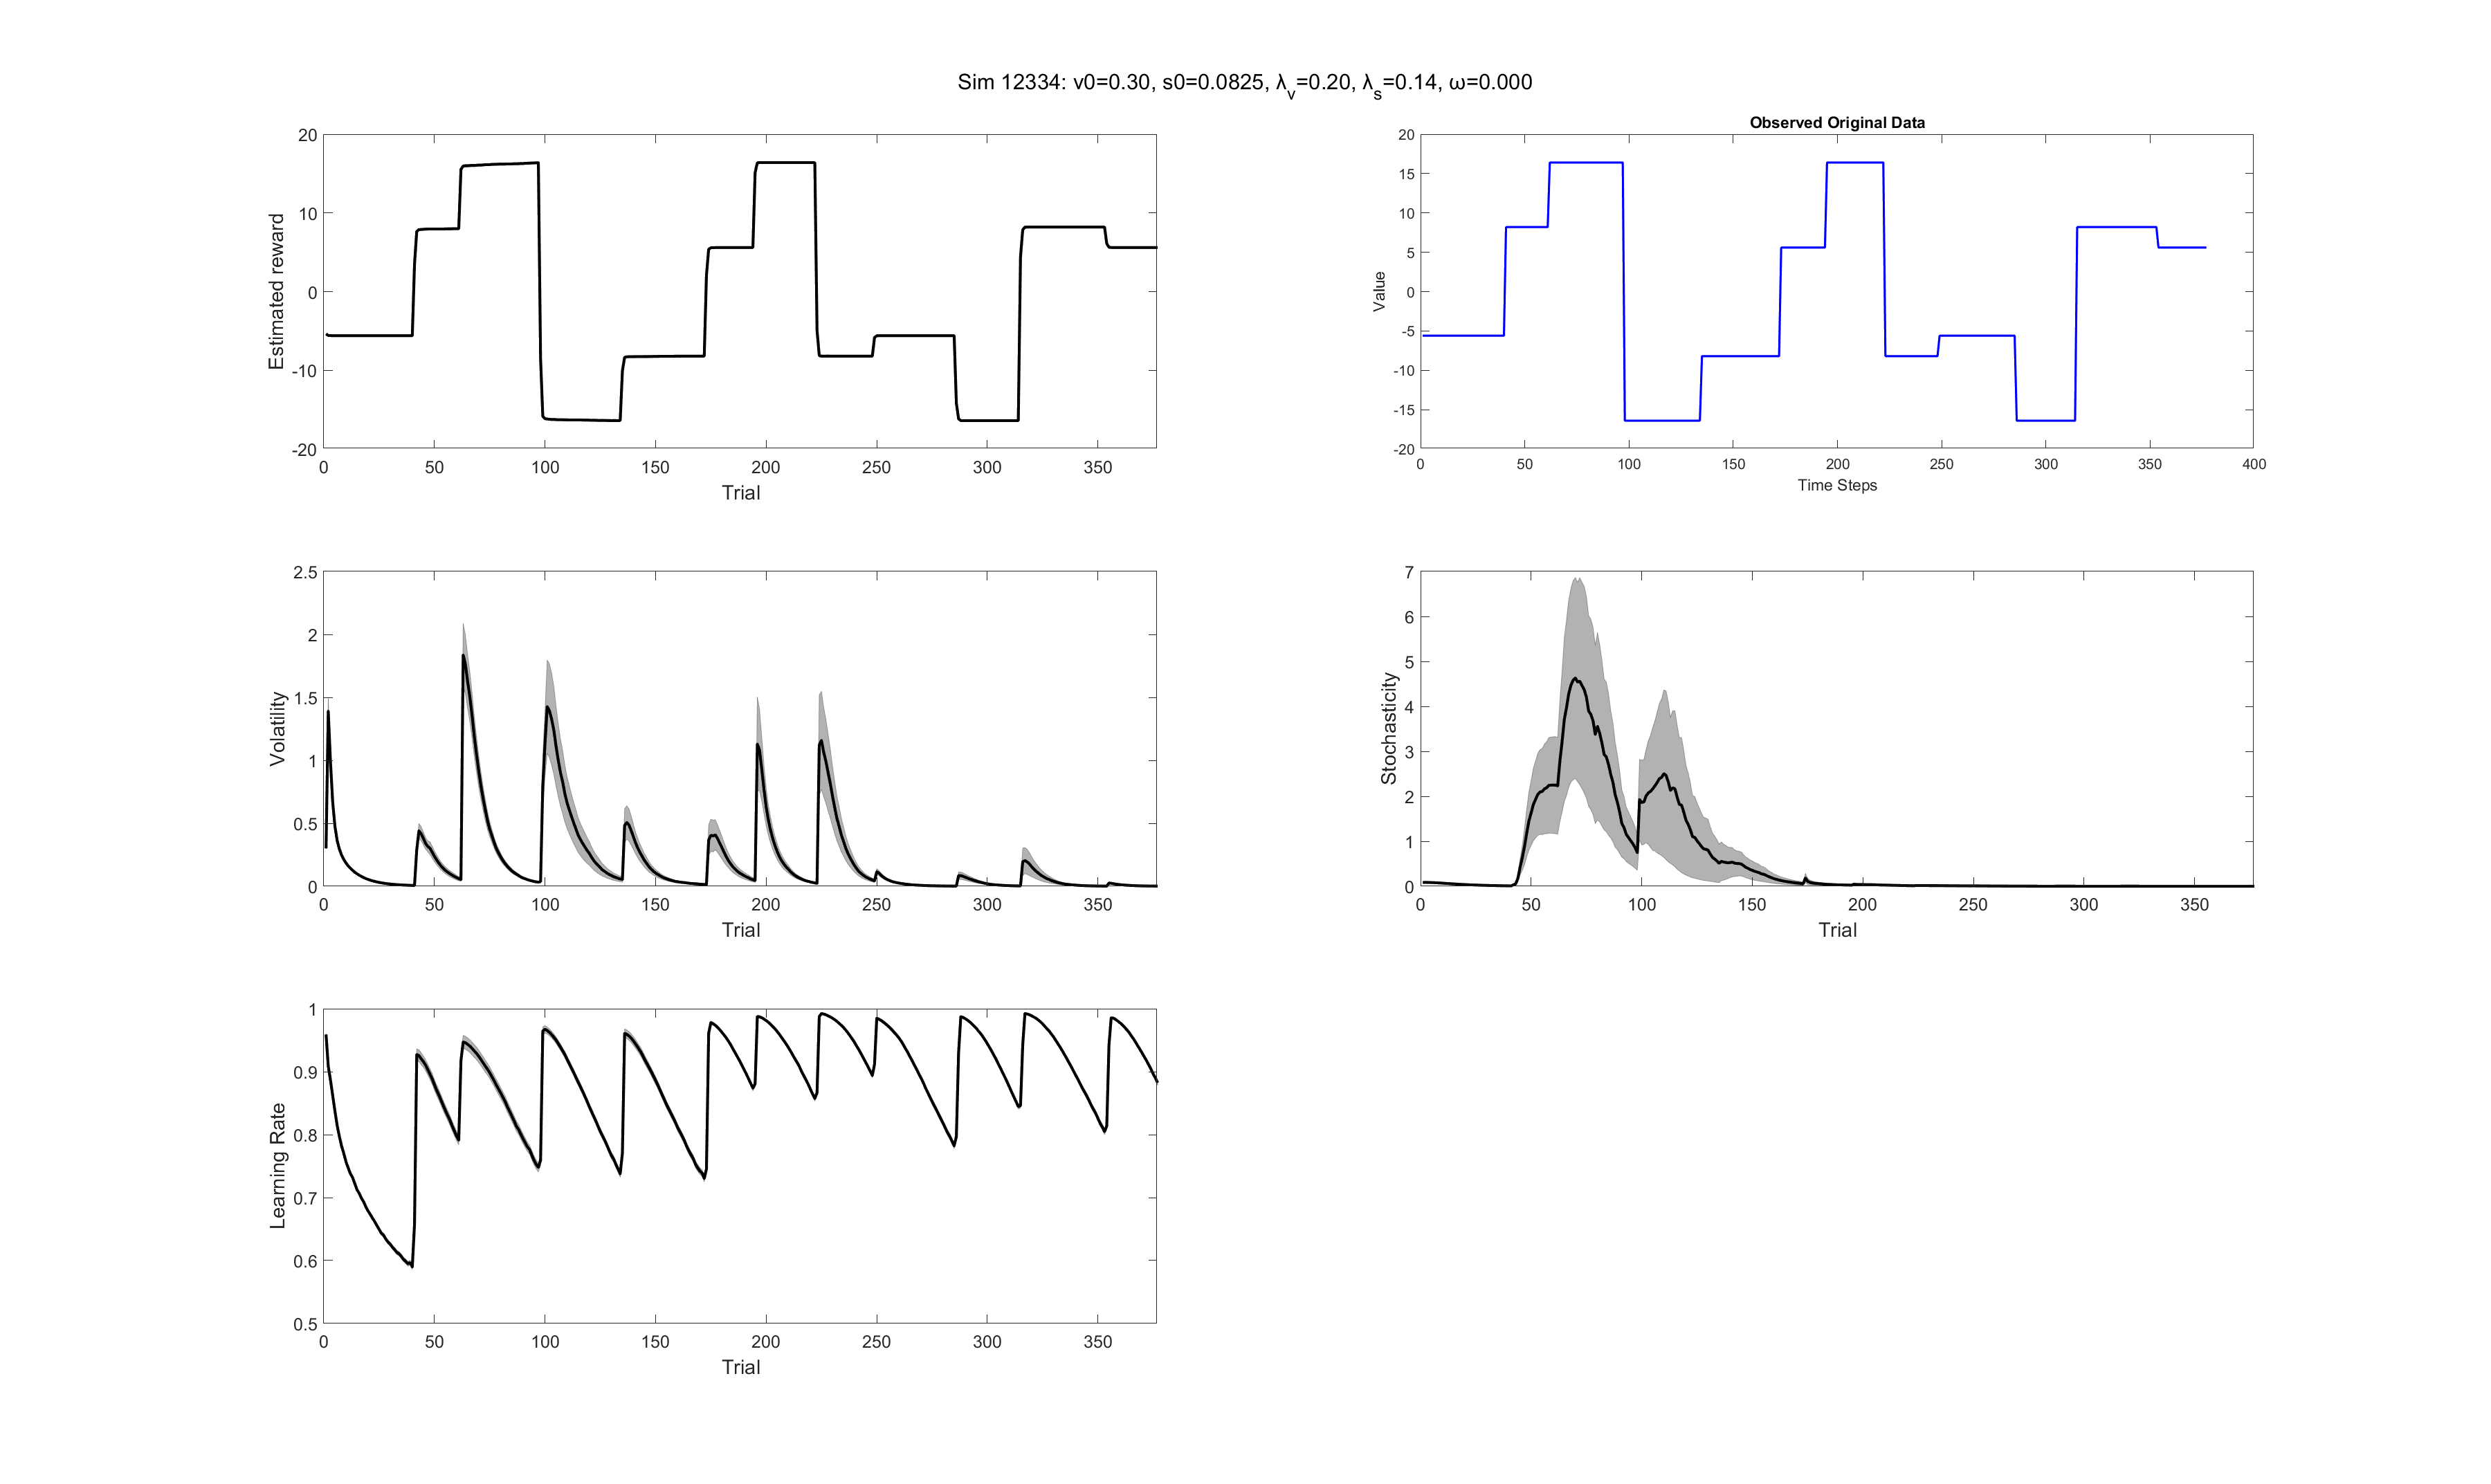 Sim 12334: v0=0.30, s0=0.0825, λv=0.20, λs=0.14, ω=0.000
20
10
0
-10
-20
Estimated reward
0 50 100 150 200 250 300 350
Trial
Observed Original Data
20
15
10
5
0
-5
-10
-15
-20
Value
0 50 100 150 200 250 300 350 400
Time Steps
2.5
2
1.5
1
0.5
0
Volatility
0 50 100 150 200 250 300 350
Trial
7
6
5
4
3
2
1
0
Stochasticity
0 50 100 150 200 250 300 350
Trial
1
0.9
0.8
0.7
0.6
0.5
Learning Rate
0 50 100 150 200 250 300 350
Trial